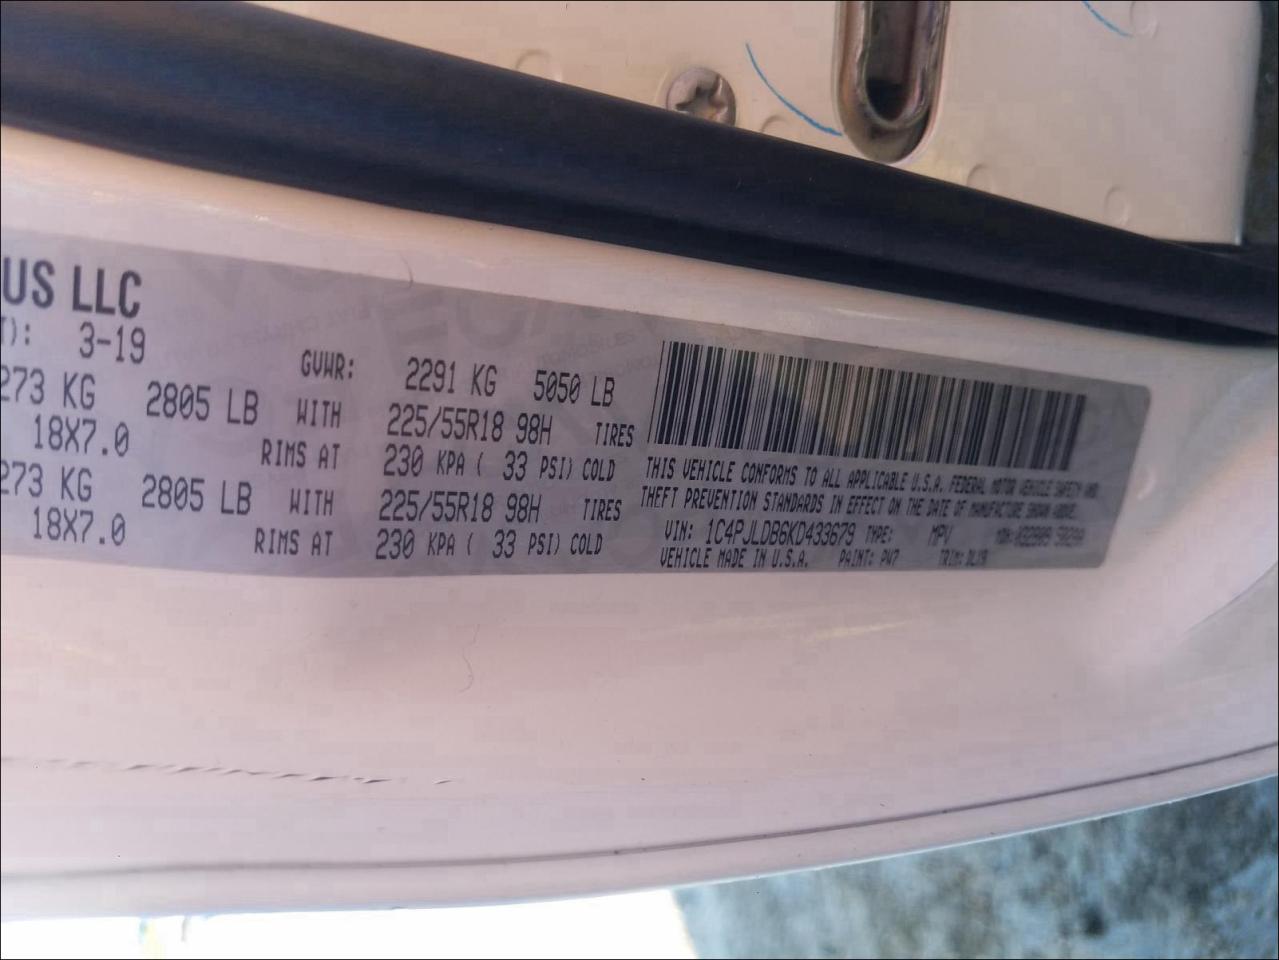 US LLC
T): 3-19
GVWR: 2291 KG 5050 LB
273 KG 2805 LB WITH 225/55R18 98H TIRES
18X7.0 RIMS AT 230 KPA ( 33 PSI) COLD
273 KG 2805 LB WITH 225/55R18 98H TIRES
18X7.0 RIMS AT 230 KPA ( 33 PSI) COLD
THIS VEHICLE CONFORMS TO ALL APPLICABLE U.S.A. FEDERAL MOTOR VEHICLE SAFETY AND
THEFT PREVENTION STANDARDS IN EFFECT ON THE DATE OF MANUFACTURE SHOWN ABOVE.
VIN: 1C4PJLDB6KD433679 TYPE: MPV MDH:
VEHICLE MADE IN U.S.A. PAINT: PW7 TRIM: